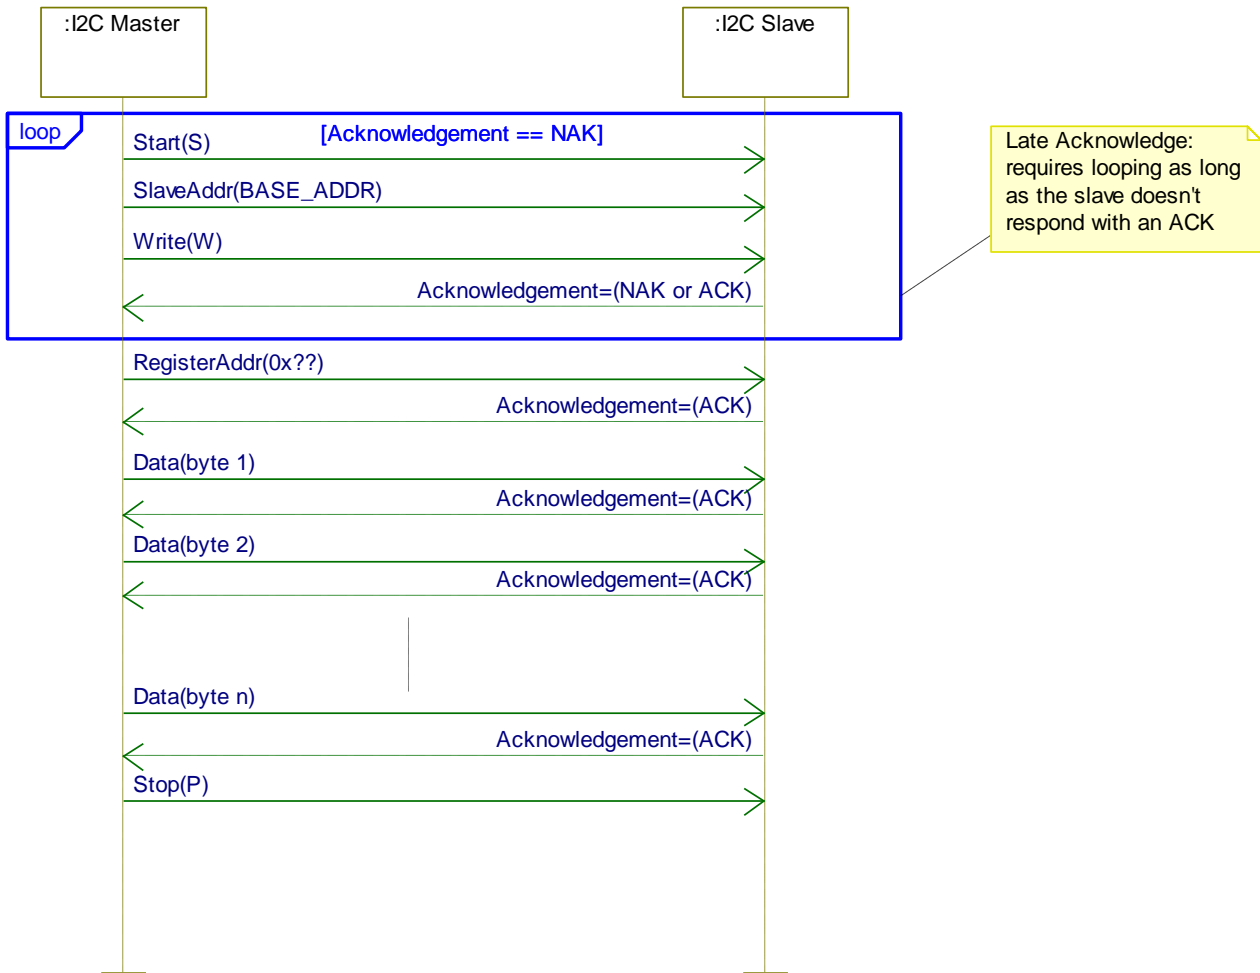 :I2C Master
:I2C Slave
loop
[Acknowledgement == NAK]
Start(S)
SlaveAddr(BASE_ADDR)
Write(W)
Acknowledgement=(NAK or ACK)
Late Acknowledge:
requires looping as long
as the slave doesn't
respond with an ACK
RegisterAddr(0x??)
Acknowledgement=(ACK)
Data(byte 1)
Acknowledgement=(ACK)
Data(byte 2)
Acknowledgement=(ACK)
Data(byte n)
Acknowledgement=(ACK)
Stop(P)